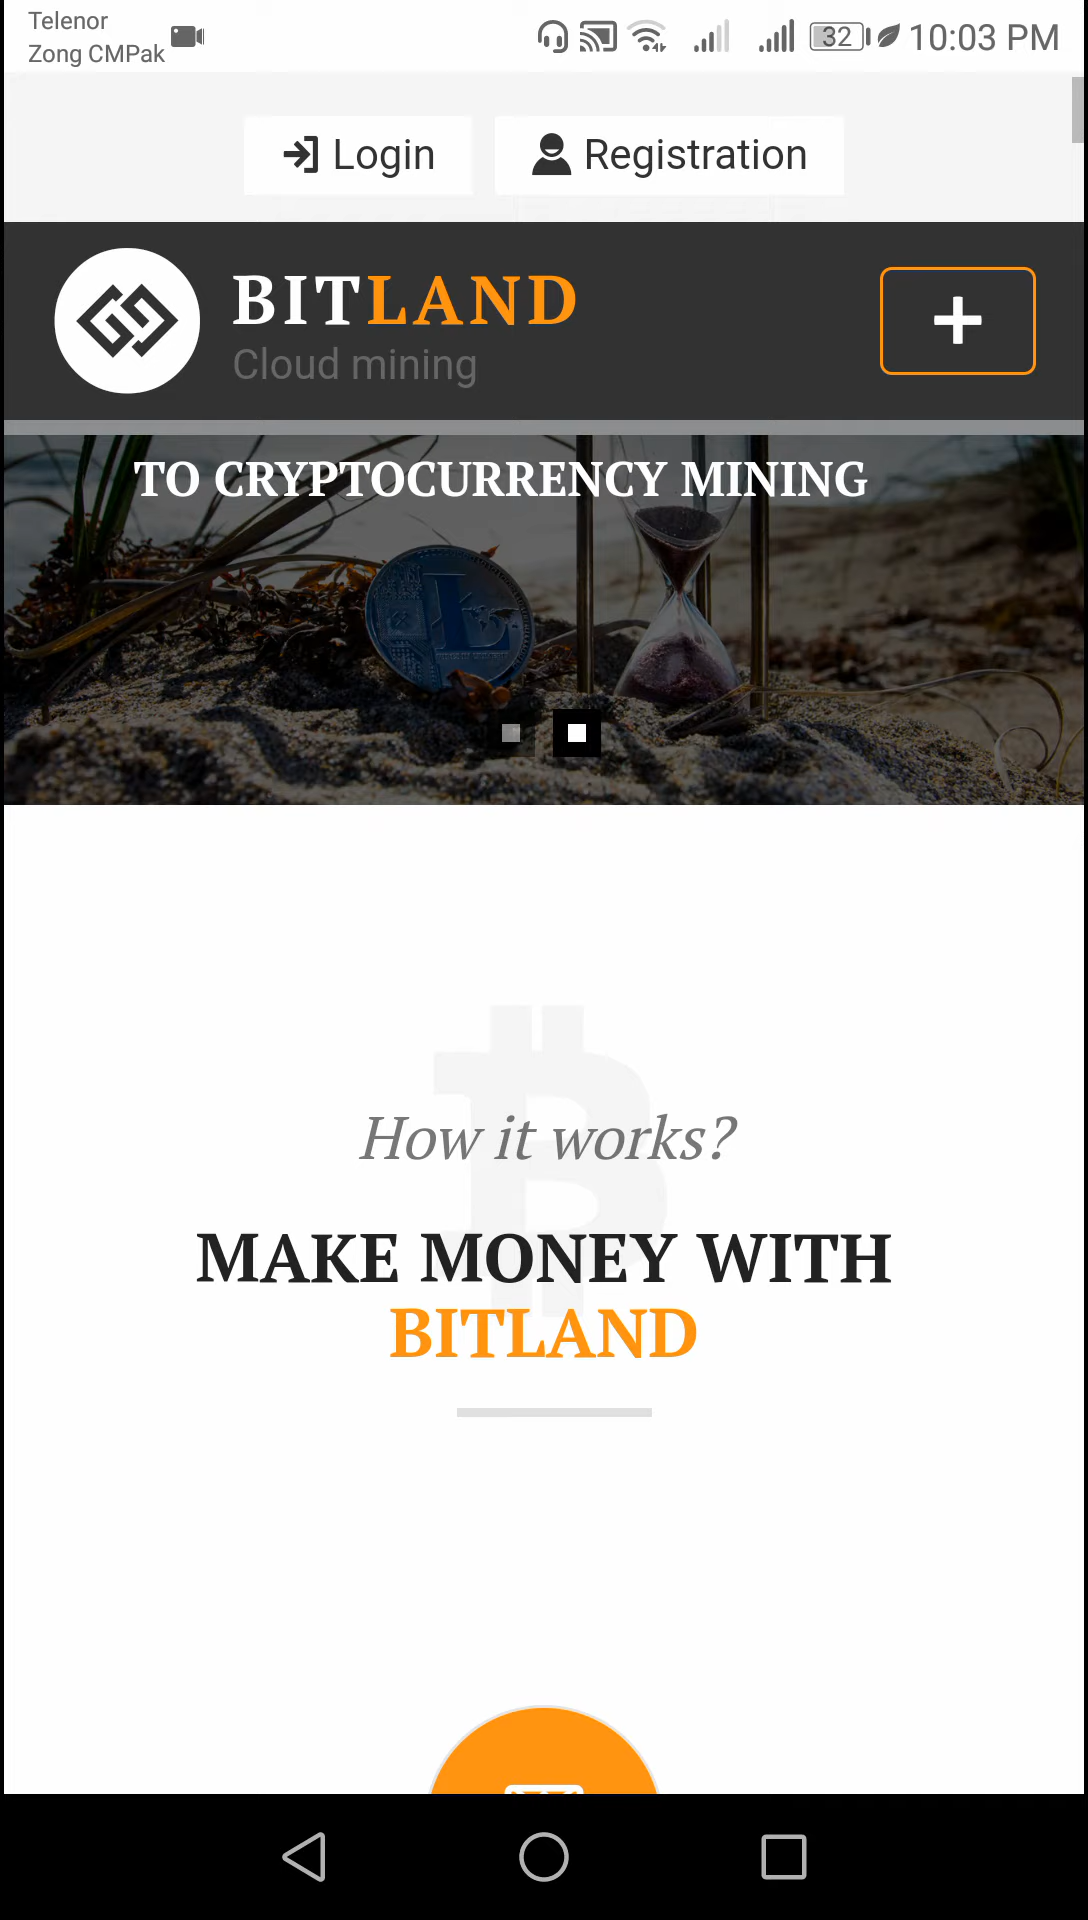 Telenor
Zong CMPak
32 10:03 PM
Login Registration
BITLAND
Cloud mining
TO CRYPTOCURRENCY MINING
How it works?
MAKE MONEY WITH
BITLAND